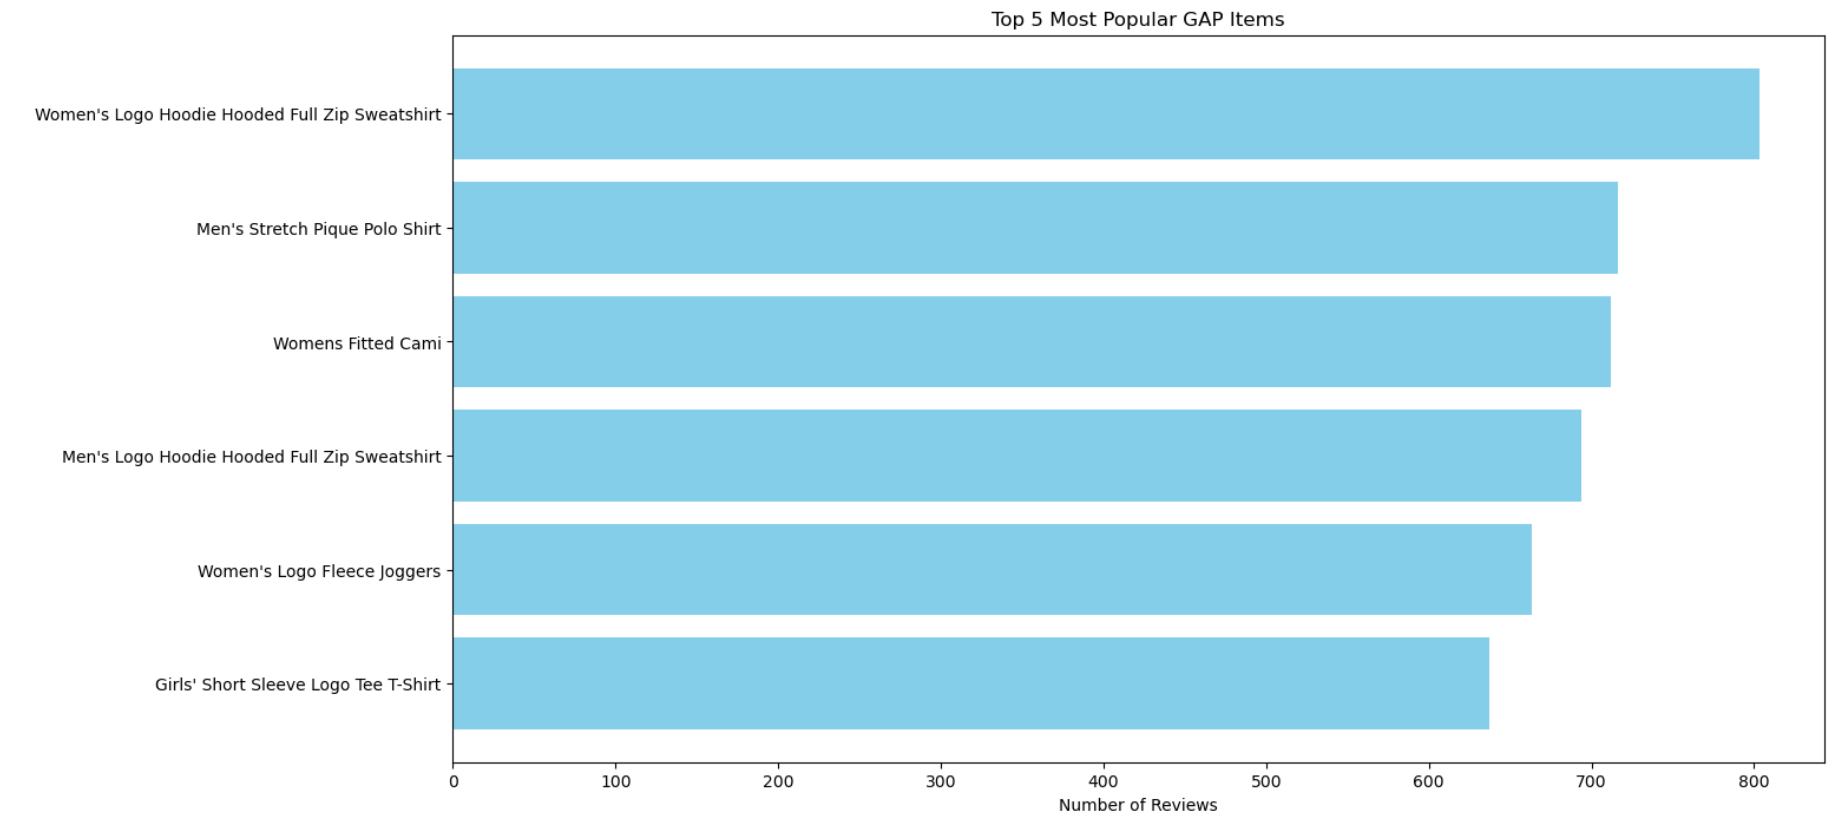 Top 5 Most Popular GAP Items
Women's Logo Hoodie Hooded Full Zip Sweatshirt
Men's Stretch Pique Polo Shirt
Womens Fitted Cami
Men's Logo Hoodie Hooded Full Zip Sweatshirt
Women's Logo Fleece Joggers
Girls' Short Sleeve Logo Tee T-Shirt
0 100 200 300 400 500 600 700 800
Number of Reviews